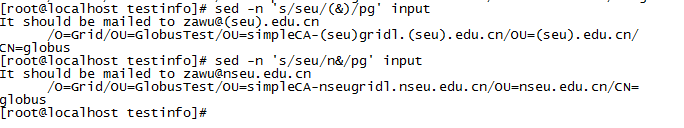 [root@localhost testinfo]# sed -n 's/seu/(&)/pg' input
It should be mailed to zawu@(seu).edu.cn
/O=Grid/OU=GlobusTest/OU=simpleCA-(seu)gridl.(seu).edu.cn/OU=(seu).edu.cn/
CN=globus
[root@localhost testinfo]# sed -n 's/seu/n&/pg' input
It should be mailed to zawu@nseu.edu.cn
/O=Grid/OU=GlobusTest/OU=simpleCA-nseugridl.nseu.edu.cn/OU=nseu.edu.cn/CN=
globus
[root@localhost testinfo]#